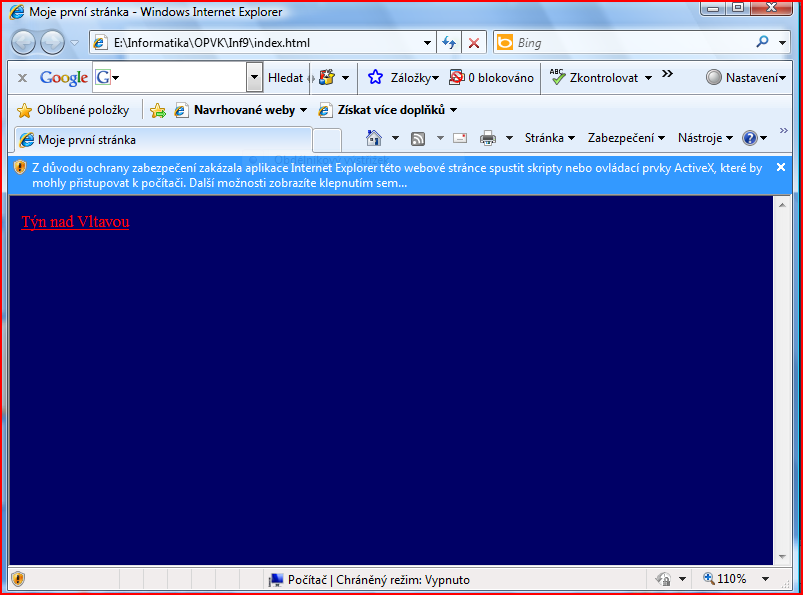 Moje první stránka - Windows Internet Explorer
E:\Informatika\OPVK\Inf9\index.html
Bing
x Google G Hledat Záložky 0 blokováno ABC Zkontrolovat » Nastavení
Oblíbené položky Navrhované weby Získat více doplňků
Moje první stránka Stránka Zabezpečení Nástroje »
Z důvodu ochrany zabezpečení zakázala aplikace Internet Explorer této webové stránce spustit skripty nebo ovládací prvky ActiveX, které by
mohly přistupovat k počítači. Další možnosti zobrazíte klepnutím sem...
Týn nad Vltavou
Počítač | Chráněný režim: Vypnuto 110%